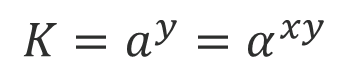 K = a^y = α^{xy}